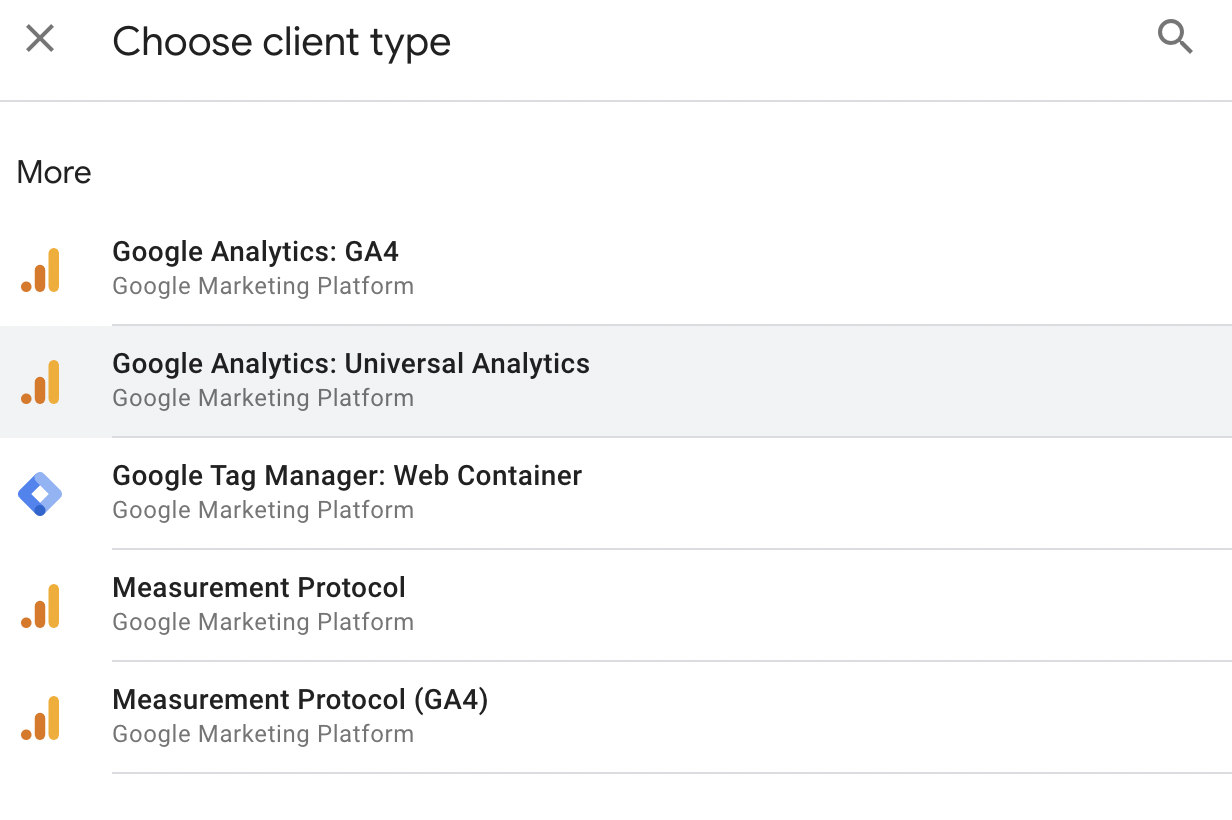 Choose client type
More
Google Analytics: GA4
Google Marketing Platform
Google Analytics: Universal Analytics
Google Marketing Platform
Google Tag Manager: Web Container
Google Marketing Platform
Measurement Protocol
Google Marketing Platform
Measurement Protocol (GA4)
Google Marketing Platform